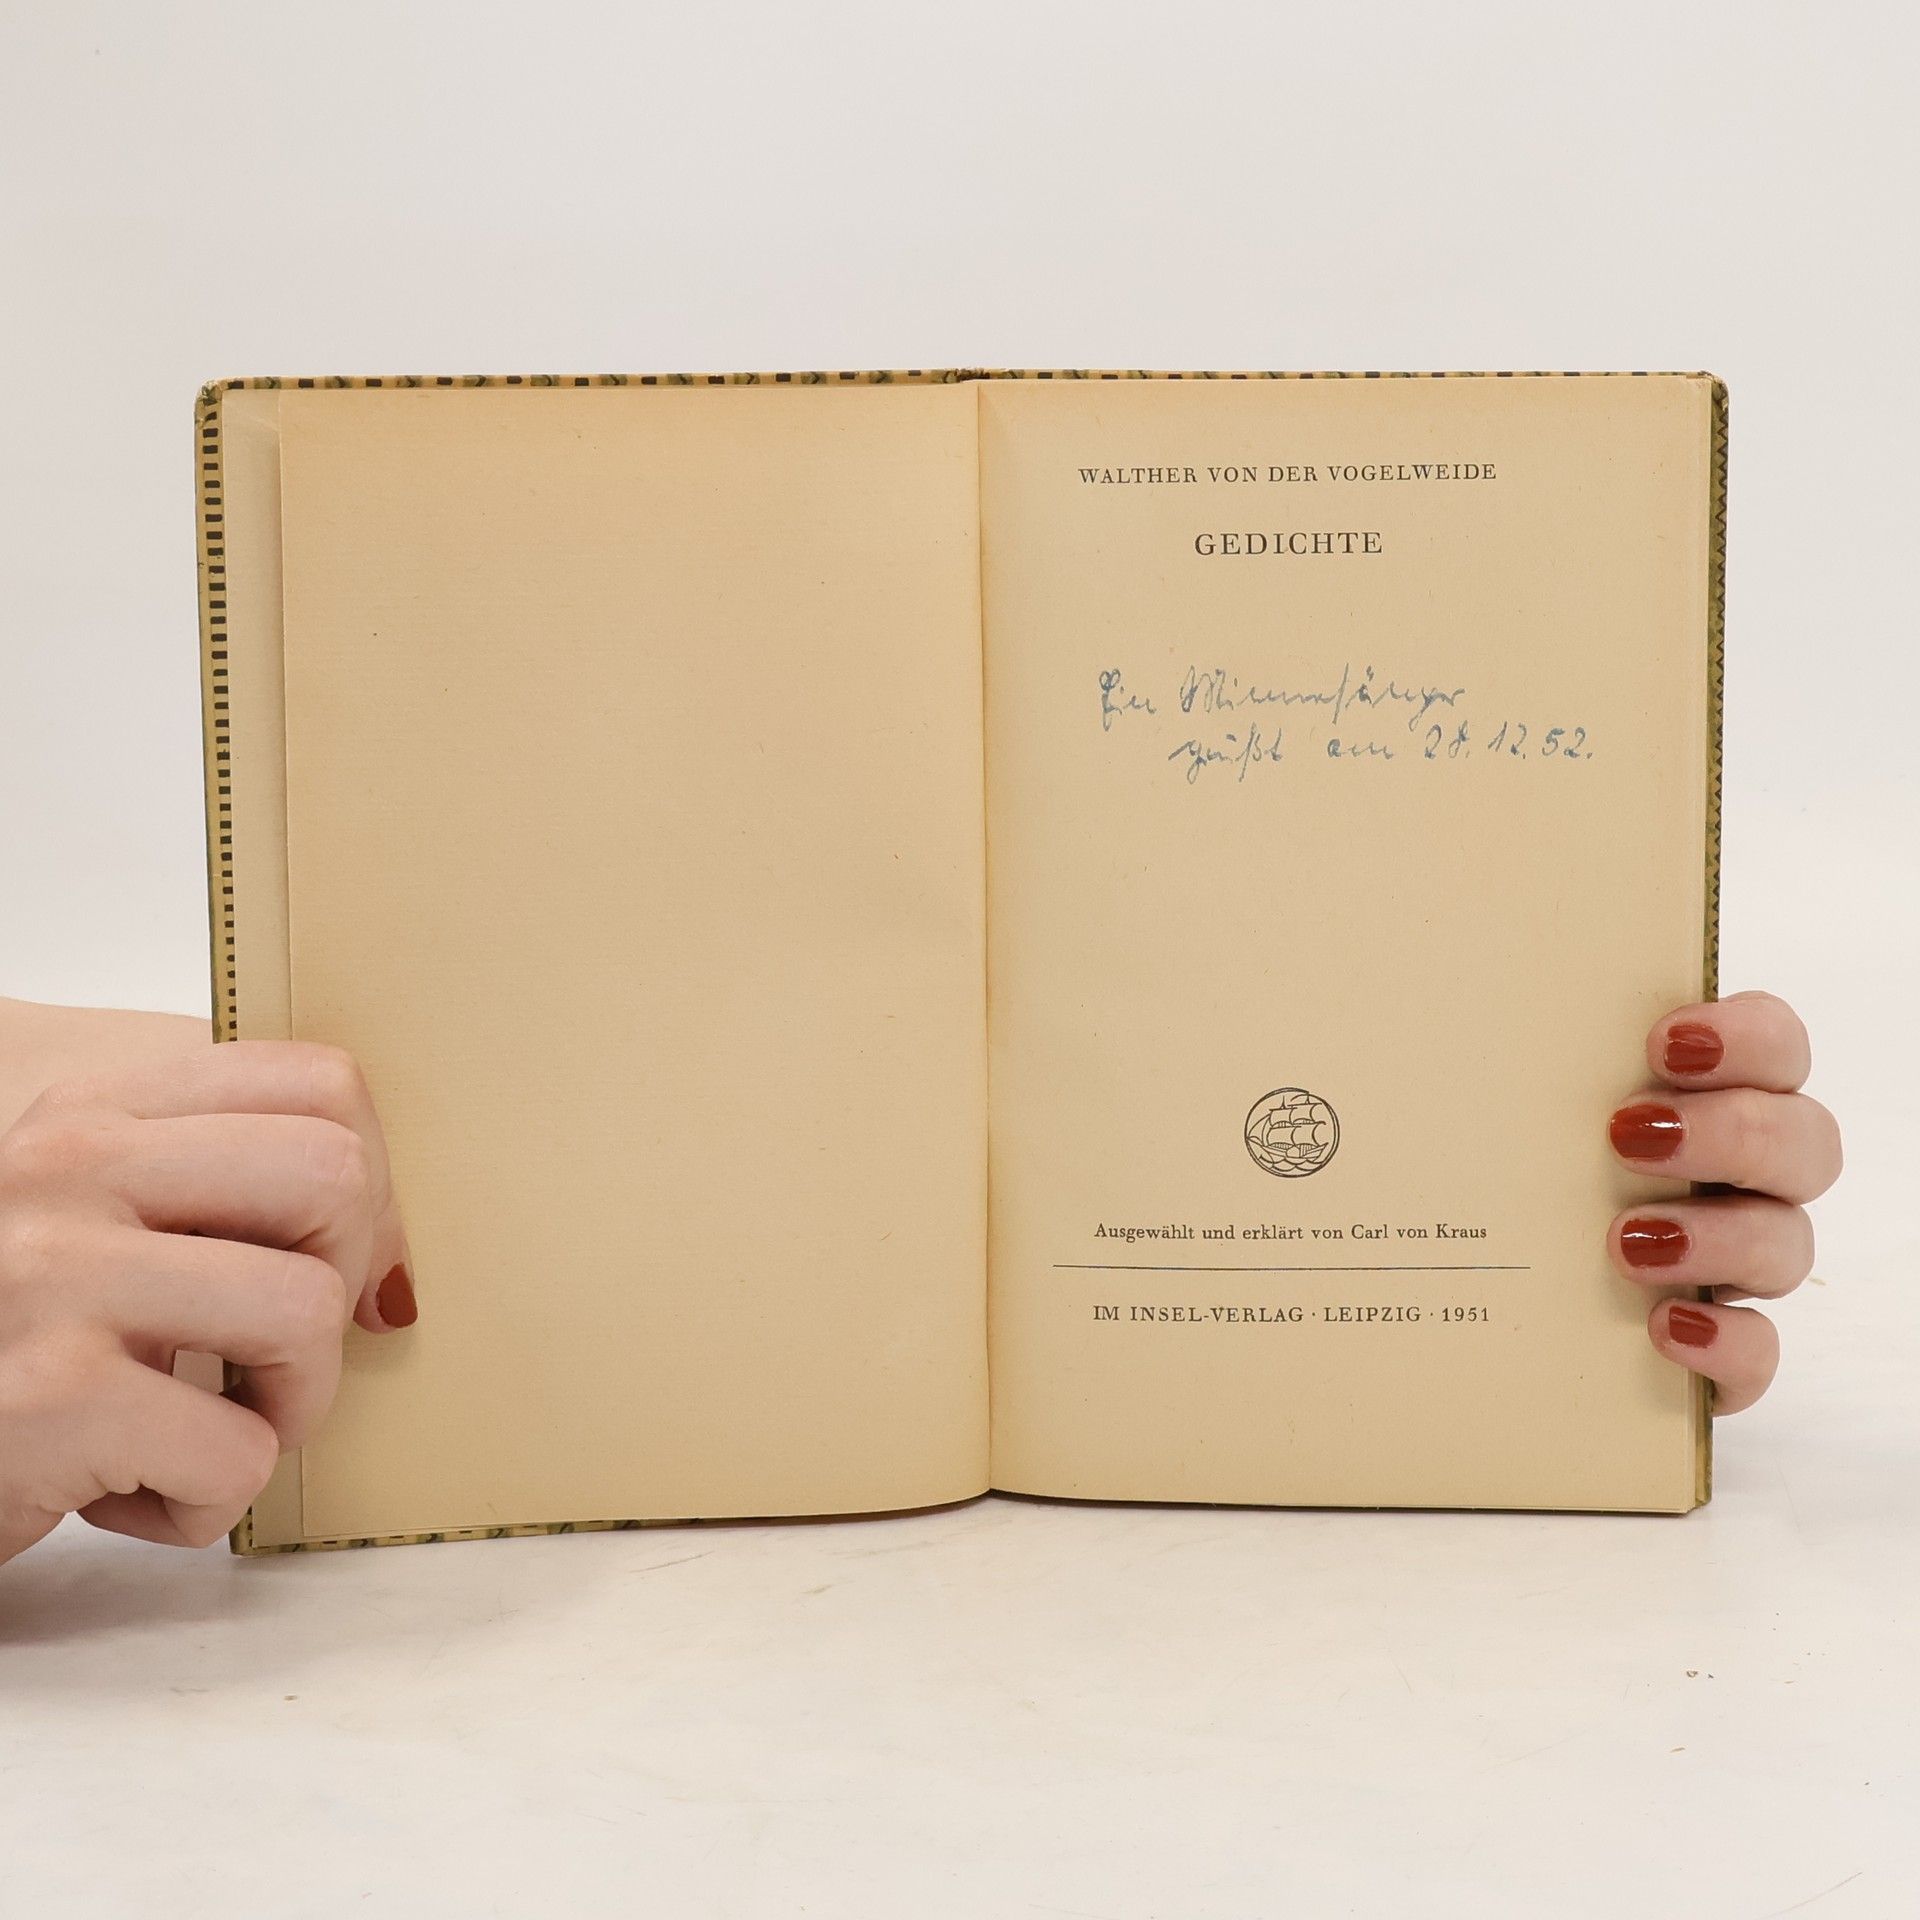 WALTHER VON DER VOGELWEIDE
GEDICHTE
Ein Minnesänger
grüßt am 28. 12. 52.
Ausgewählt und erklärt von Carl von Kraus
IM INSEL-VERLAG · LEIPZIG · 1951